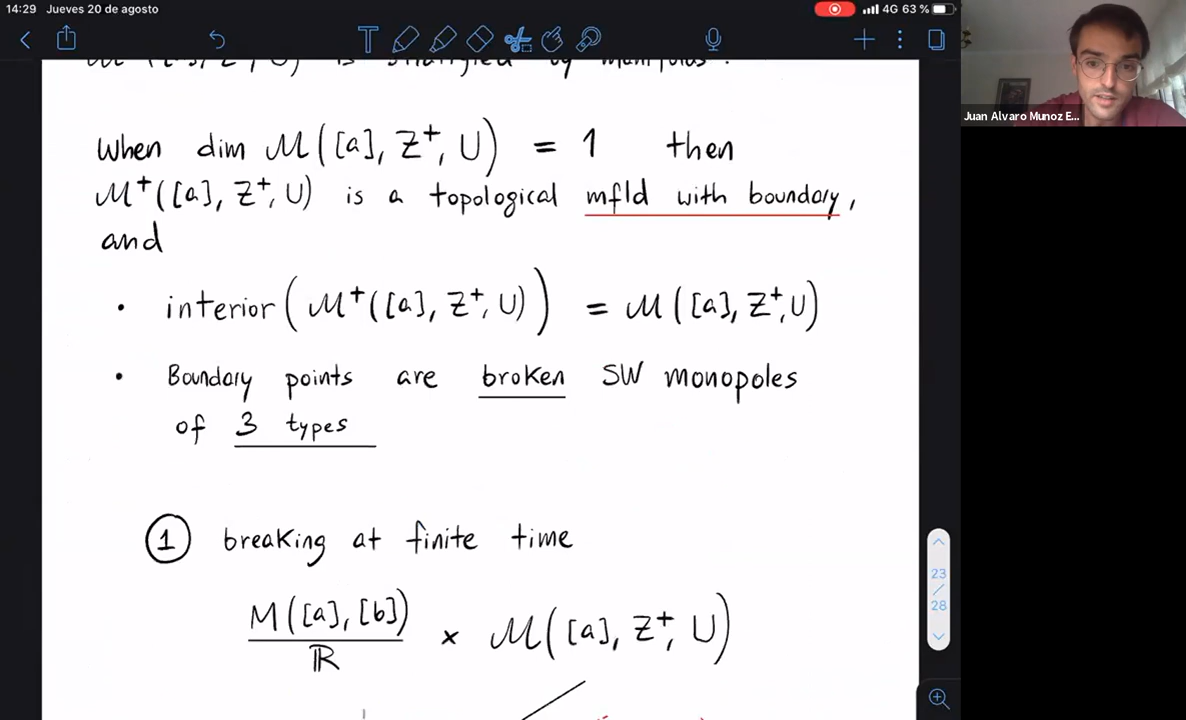 14:29 Jueves 20 de agosto
4G 63 %
Juan Alvaro Munoz E...
When dim M([a], Z⁺, U) = 1 then
M⁺([a], Z⁺, U) is a topological mfld with boundary,
and
• interior(M⁺([a], Z⁺, U)) = M([a], Z⁺, U)
• Boundary points are broken SW monopoles
of 3 types
① breaking at finite time
M([a], [b])
ℝ
× M([a], Z⁺, U)
23
/
28